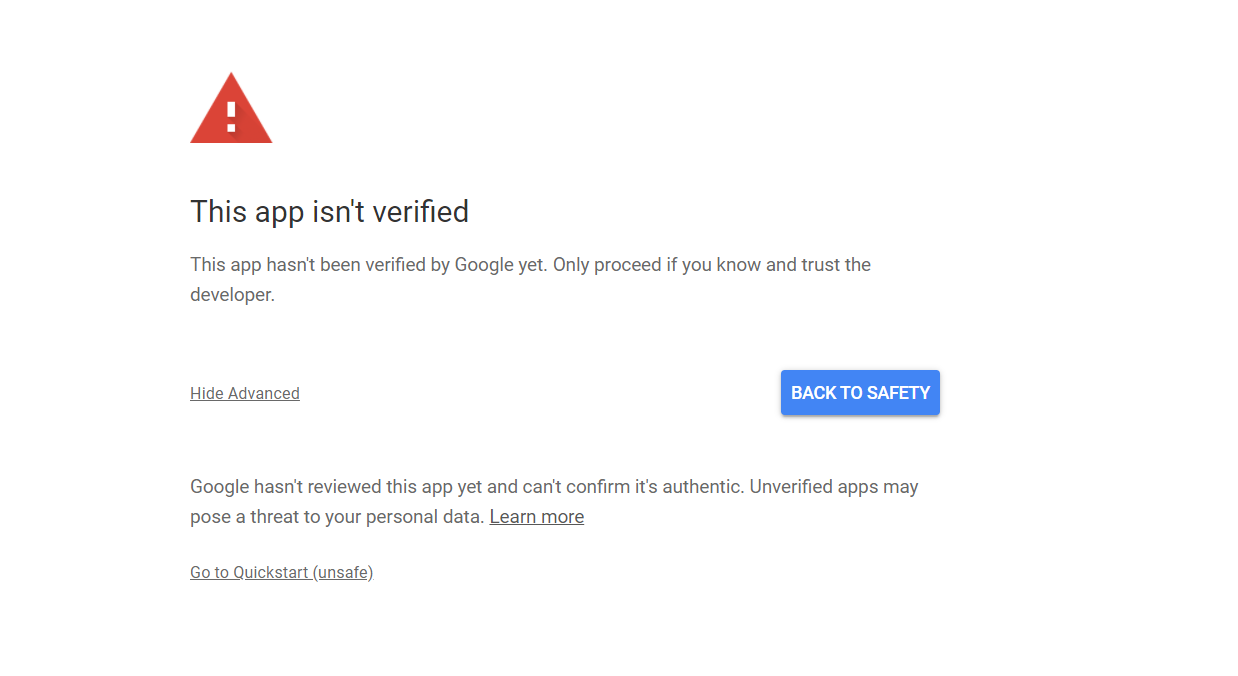 This app isn't verified
This app hasn't been verified by Google yet. Only proceed if you know and trust the
developer.
Hide Advanced
BACK TO SAFETY
Google hasn't reviewed this app yet and can't confirm it's authentic. Unverified apps may
pose a threat to your personal data. Learn more
Go to Quickstart (unsafe)